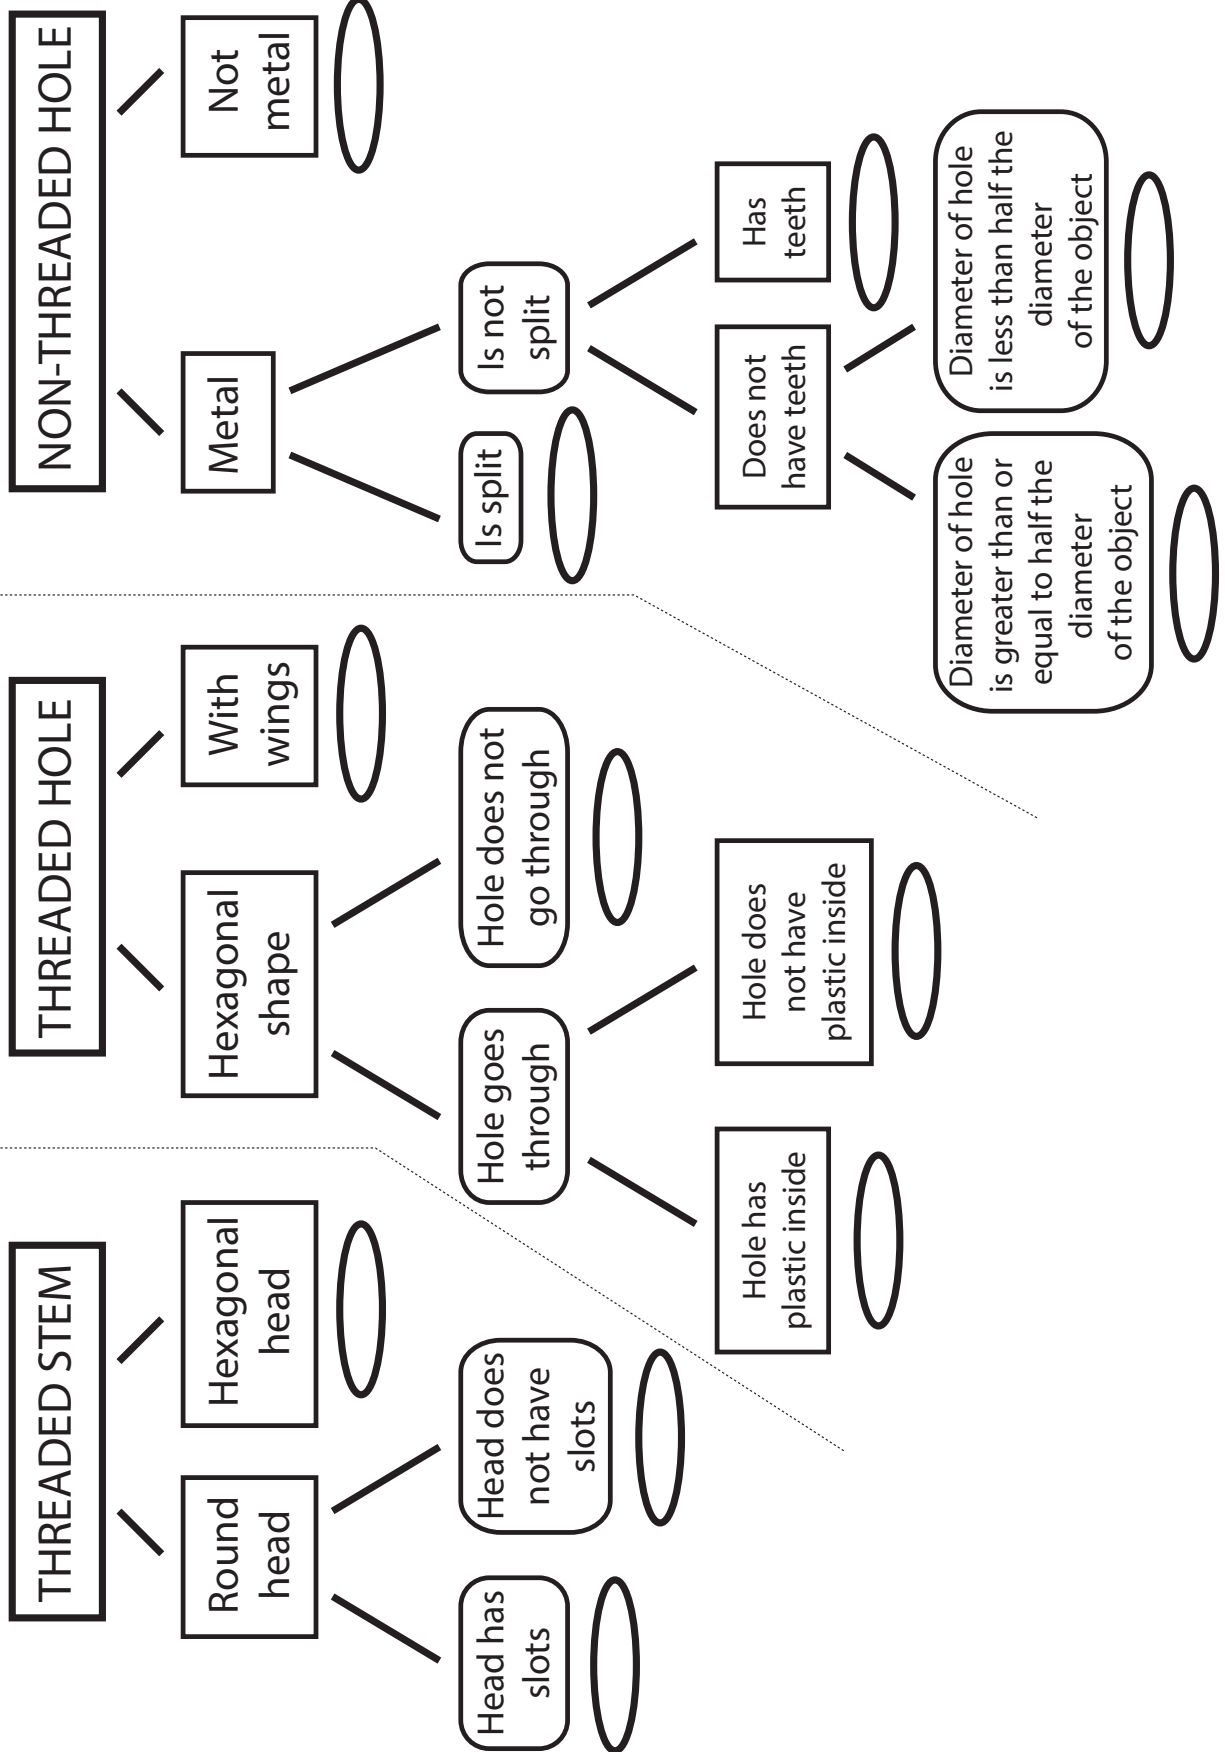 THREADED STEM
Round
head
Hexagonal
head
Head has
slots
Head does
not have
slots
THREADED HOLE
Hexagonal
shape
With
wings
Hole goes
through
Hole does not
go through
Hole has
plastic inside
Hole does
not have
plastic inside
NON-THREADED HOLE
Metal
Not
metal
Is split
Is not
split
Does not
have teeth
Has
teeth
Diameter of hole
is greater than or
equal to half the
diameter
of the object
Diameter of hole
is less than half the
diameter
of the object